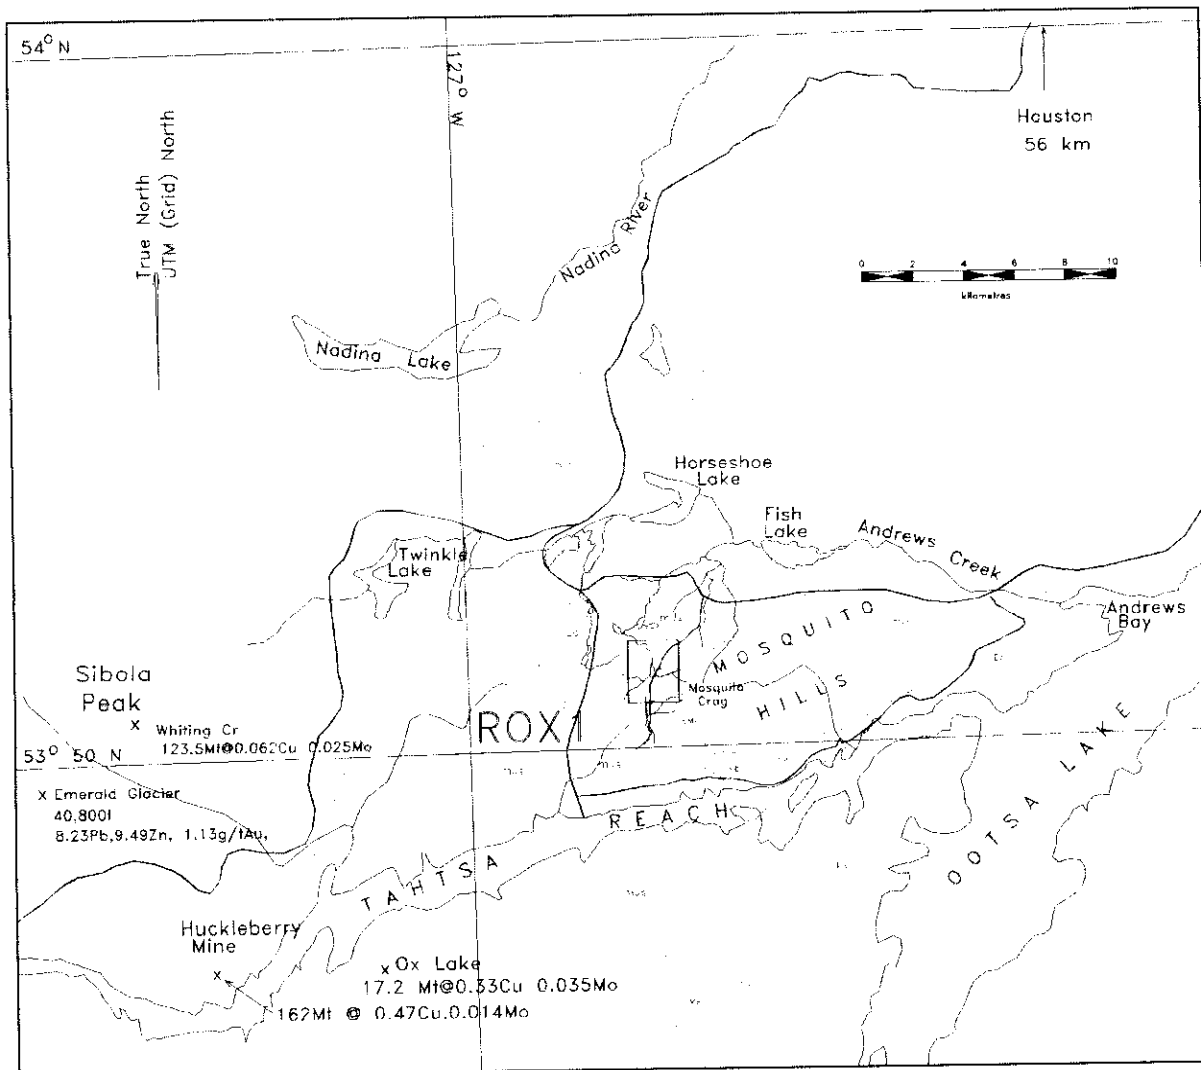 54° N
127° W
Houston
56 km
True North
UTM (Grid) North
Nadina River
0 2 4 6 8 10
kilometres
Nadina Lake
Horseshoe
Lake
Fish
Lake
Andrews Creek
Twinkle
Lake
Andrews
Bay
MOSQUITO
HILLS
Mosquito
Crag
Sibola
Peak
X Whiting Cr
123.5Mt@0.062Cu 0.025Mo
ROX1
53° 50 N
X Emerald Glacier
40,800t
8.23Pb,9.49Zn, 1.13g/tAu,
TAHTSA REACH
OOTSA LAKE
Huckleberry
Mine
X
x Ox Lake
17.2 Mt@0.33Cu 0.035Mo
162Mt @ 0.47Cu,0.014Mo